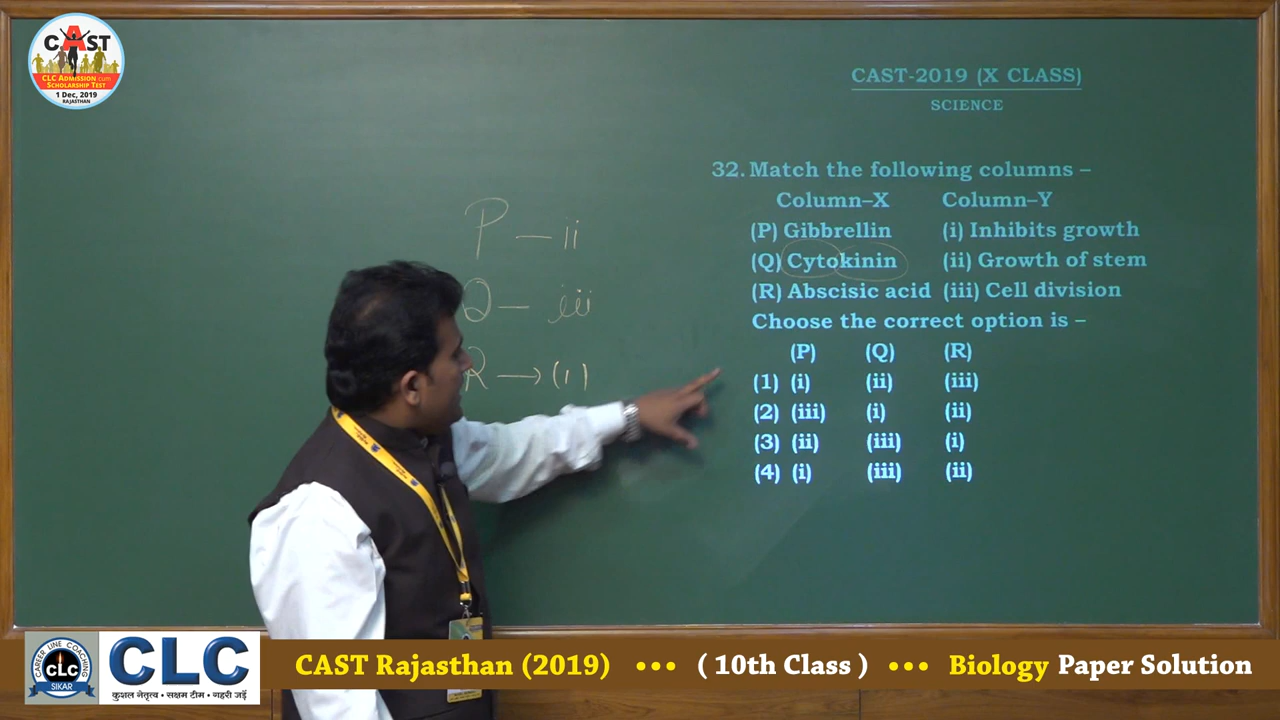 CAST
CLC ADMISSION CUM
SCHOLARSHIP TEST
1 Dec, 2019
RAJASTHAN
CAST-2019 (X CLASS)
SCIENCE
32. Match the following columns –
Column–X Column–Y
(P) Gibbrellin (i) Inhibits growth
(Q) Cytokinin (ii) Growth of stem
(R) Abscisic acid (iii) Cell division
Choose the correct option is –
(P) (Q) (R)
(1) (i) (ii) (iii)
(2) (iii) (i) (ii)
(3) (ii) (iii) (i)
(4) (i) (iii) (ii)
P – ii
Q – iii
R → (i)
CAREER LINE COACHING
CLC
SIKAR
CLC
कुशल नेतृत्व • सक्षम टीम • गहरी जड़ें
CAST Rajasthan (2019) ••• ( 10th Class ) ••• Biology Paper Solution